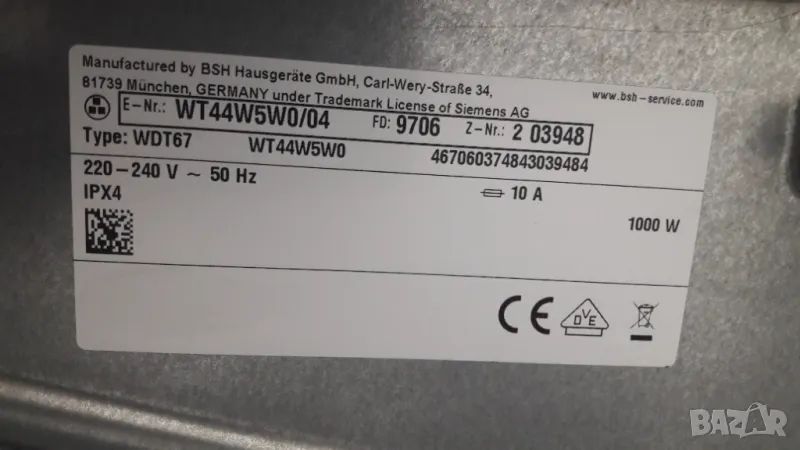 Manufactured by BSH Hausgeräte GmbH, Carl-Wery-Straße 34,
81739 München, GERMANY under Trademark License of Siemens AG
www.bsh-service.com
E-Nr.: WT44W5W0/04 FD: 9706 Z-Nr.: 2 03948
Type: WDT67 WT44W5W0 467060374843039484
220-240 V ~ 50 Hz 10 A
IPX4 1000 W
CE DVE
BAZAR